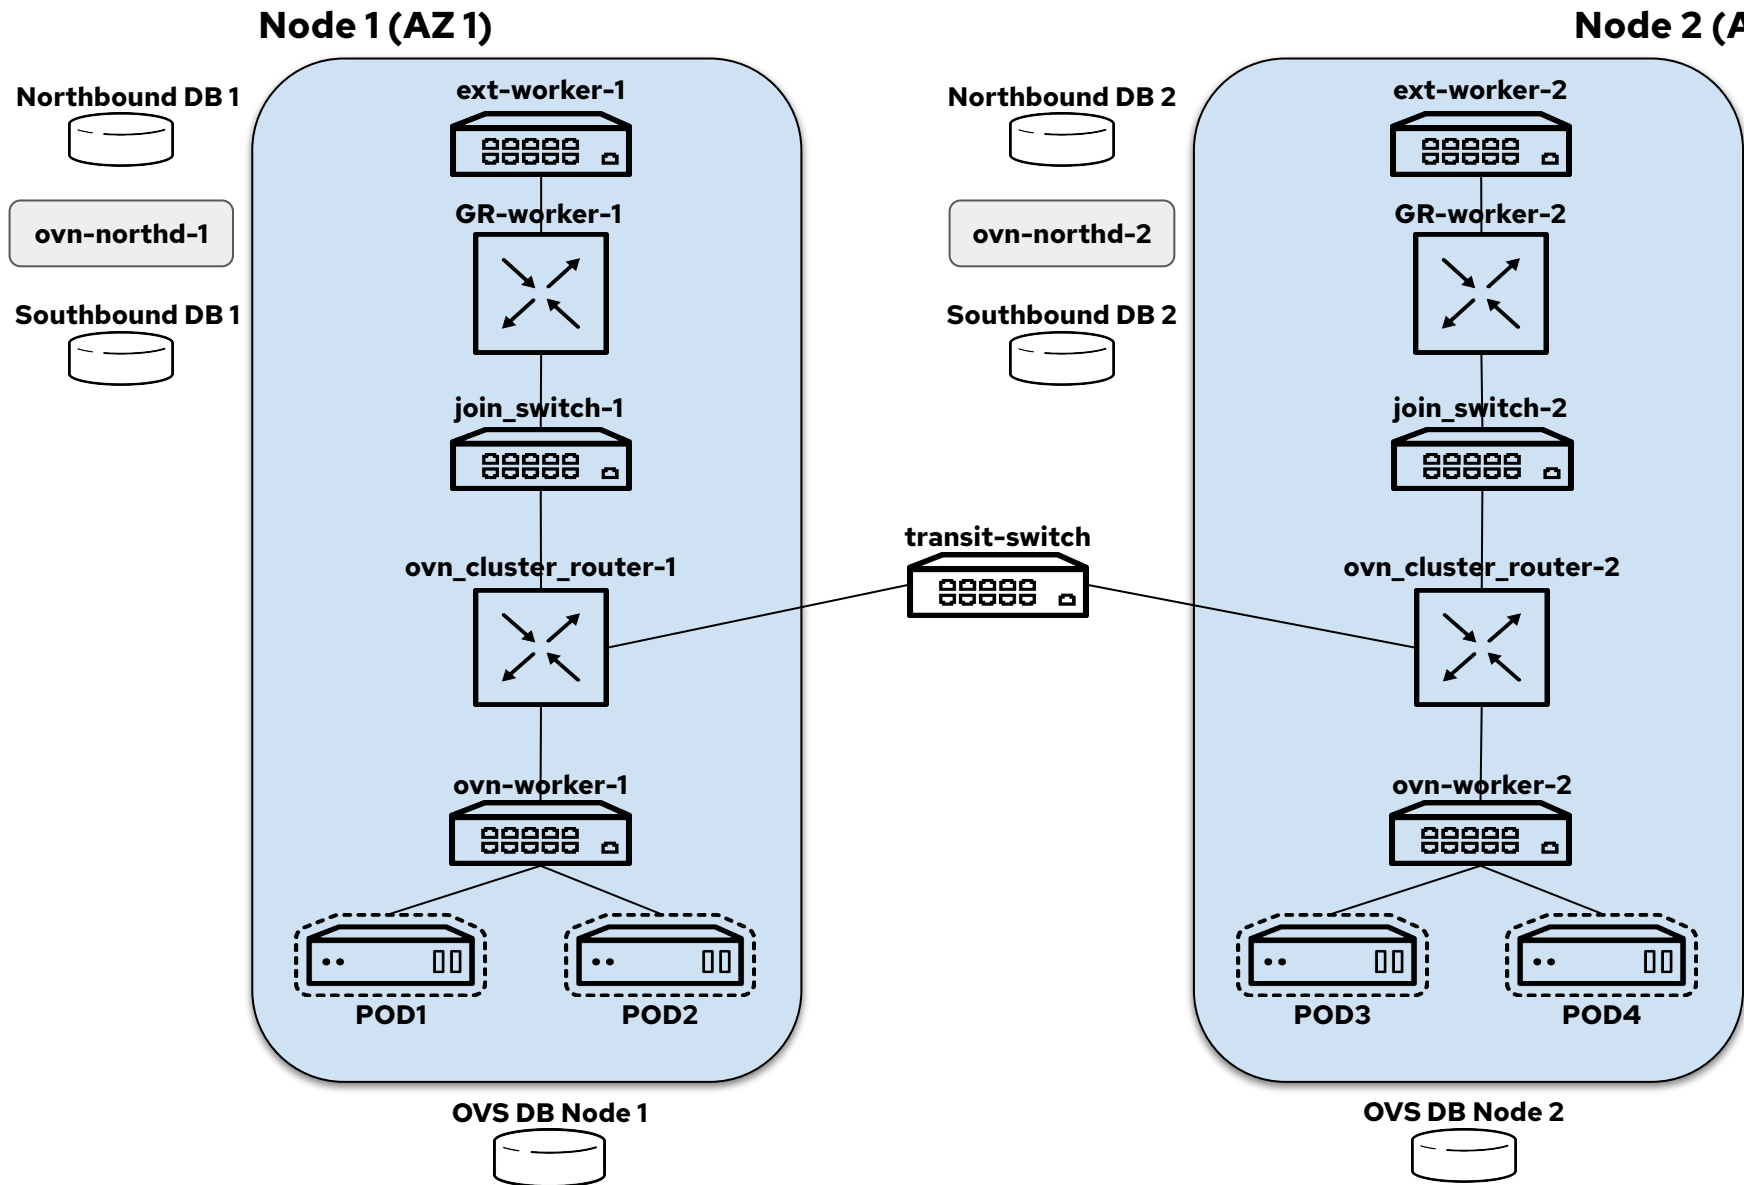 Node 1 (AZ 1)
Node 2 (A
Northbound DB 1
ext-worker-1
Northbound DB 2
ext-worker-2
ovn-northd-1
GR-worker-1
ovn-northd-2
GR-worker-2
Southbound DB 1
Southbound DB 2
join_switch-1
join_switch-2
transit-switch
ovn_cluster_router-1
ovn_cluster_router-2
ovn-worker-1
ovn-worker-2
POD1
POD2
POD3
POD4
OVS DB Node 1
OVS DB Node 2